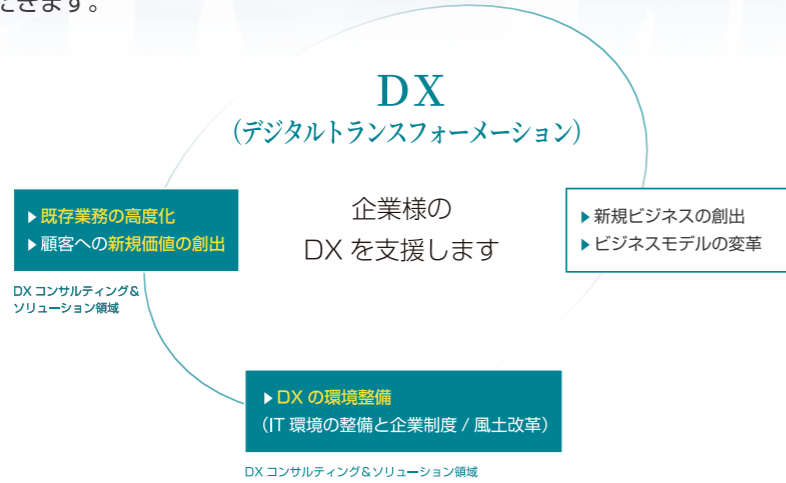 できます。
DX
(デジタルトランスフォーメーション)
▶既存業務の高度化
▶顧客への新規価値の創出
DX コンサルティング&
ソリューション領域
企業様の
DX を支援します
▶新規ビジネスの創出
▶ビジネスモデルの変革
▶DX の環境整備
(IT 環境の整備と企業制度 / 風土改革)
DX コンサルティング&ソリューション領域